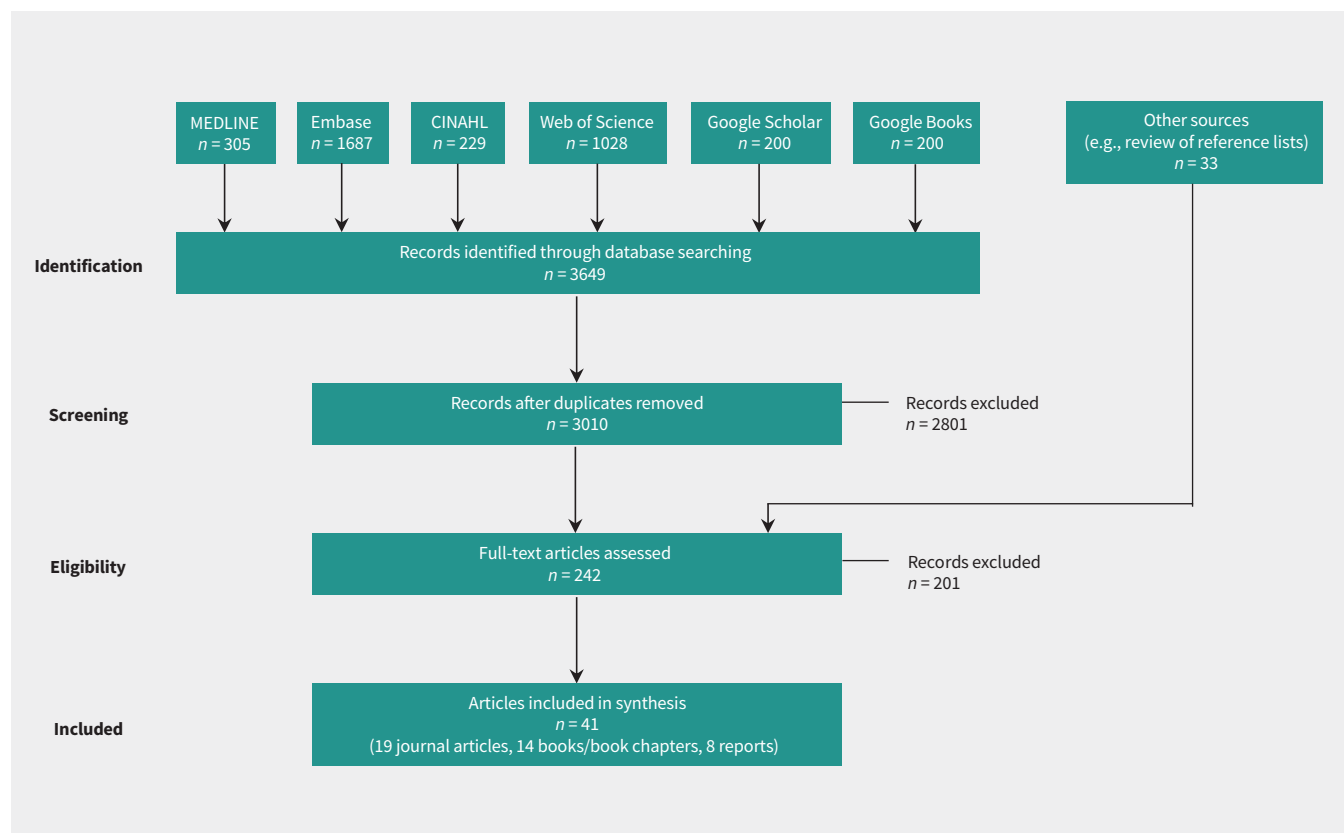 MEDLINE
n = 305
Embase
n = 1687
CINAHL
n = 229
Web of Science
n = 1028
Google Scholar
n = 200
Google Books
n = 200
Other sources
(e.g., review of reference lists)
n = 33
Identification
Records identified through database searching
n = 3649
Screening
Records after duplicates removed
n = 3010
Records excluded
n = 2801
Eligibility
Full-text articles assessed
n = 242
Records excluded
n = 201
Included
Articles included in synthesis
n = 41
(19 journal articles, 14 books/book chapters, 8 reports)